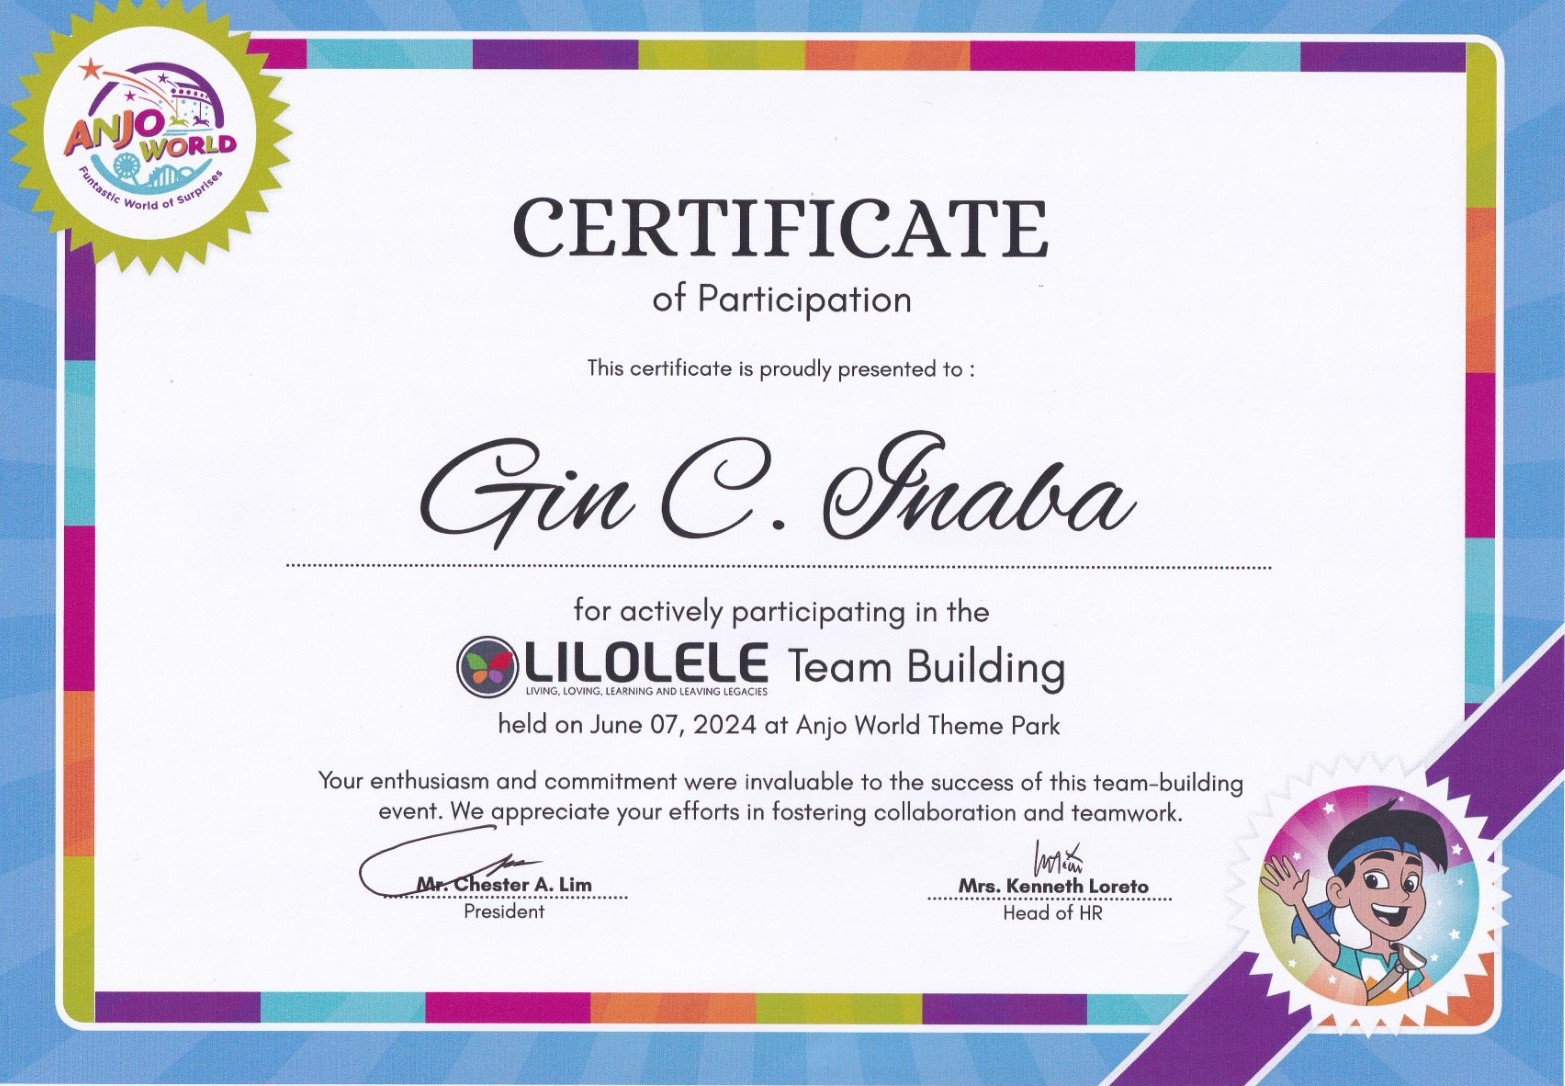 ANJO
WORLD
Funtastic World of Surprises
CERTIFICATE
of Participation
This certificate is proudly presented to :
Gin C. Inaba
for actively participating in the
LILOLELE Team Building
LIVING, LOVING, LEARNING AND LEAVING LEGACIES
held on June 07, 2024 at Anjo World Theme Park
Your enthusiasm and commitment were invaluable to the success of this team-building
event. We appreciate your efforts in fostering collaboration and teamwork.
Mr. Chester A. Lim
President
Mrs. Kenneth Loreto
Head of HR